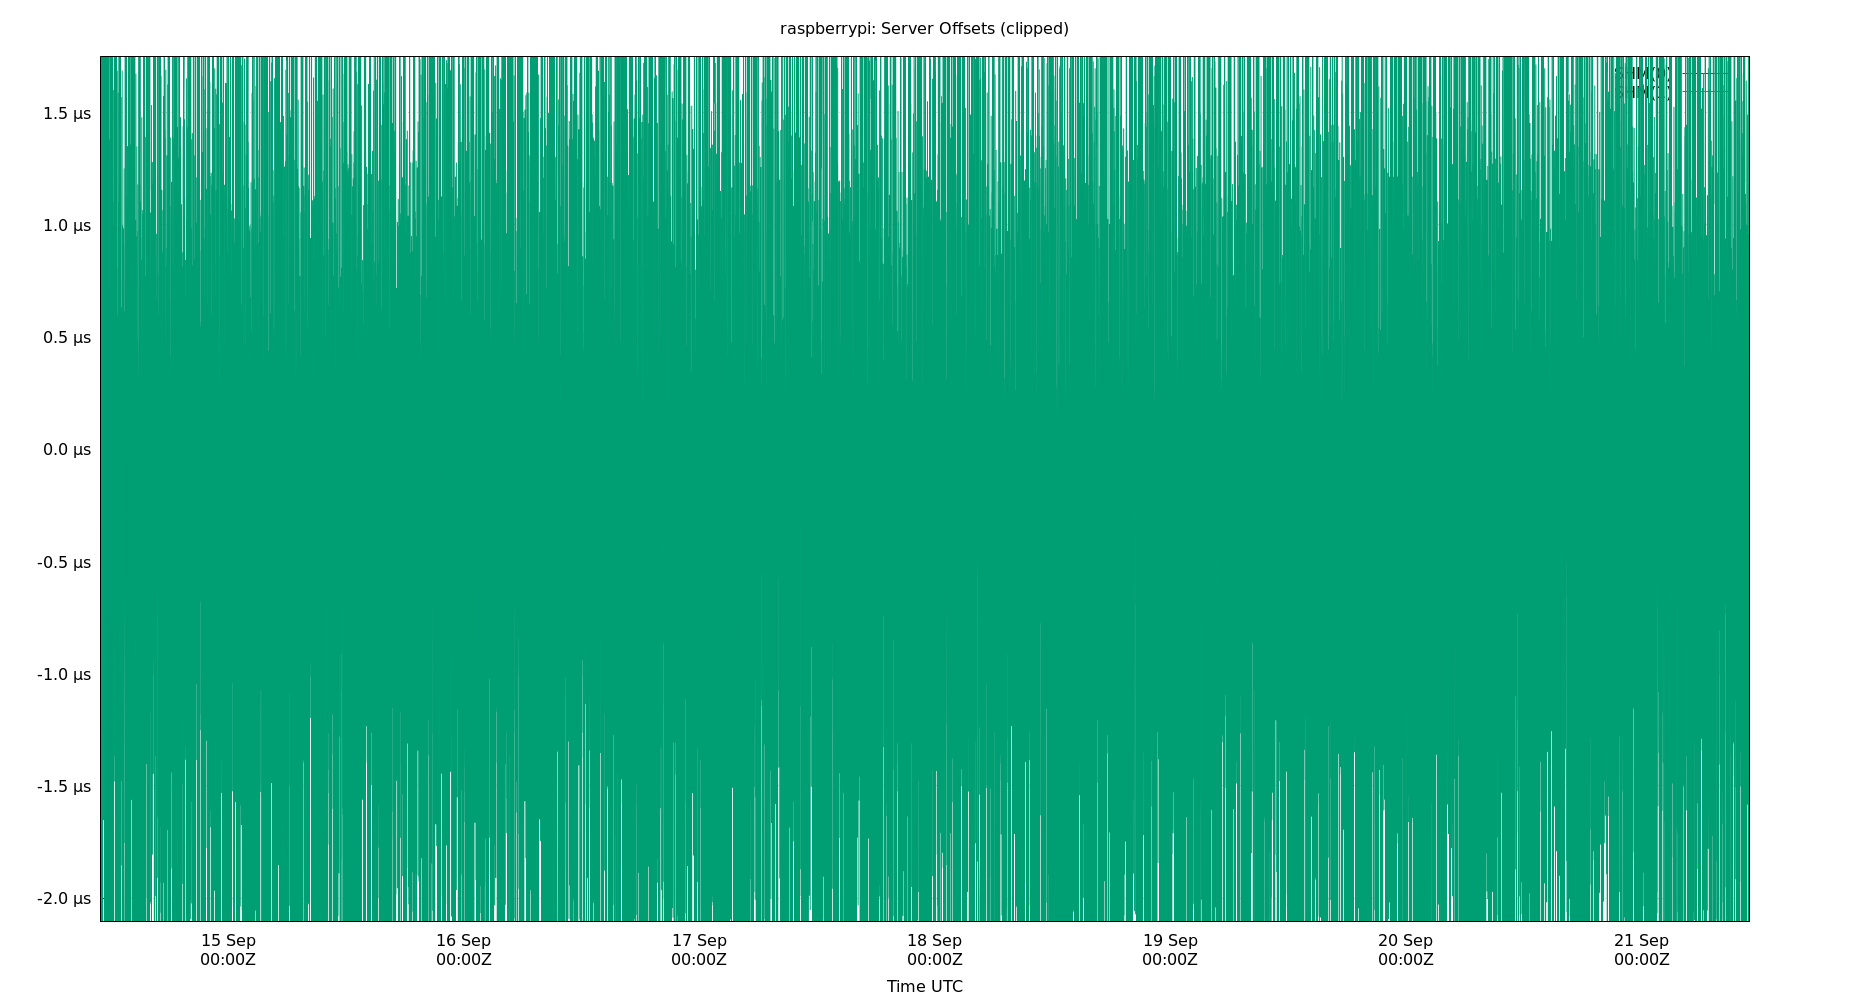 raspberrypi: Server Offsets (clipped)
1.5 µs
1.0 µs
0.5 µs
0.0 µs
-0.5 µs
-1.0 µs
-1.5 µs
-2.0 µs
15 Sep
00:00Z
16 Sep
00:00Z
17 Sep
00:00Z
18 Sep
00:00Z
19 Sep
00:00Z
20 Sep
00:00Z
21 Sep
00:00Z
Time UTC